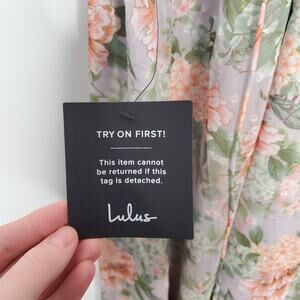 TRY ON FIRST!
This item cannot
be returned if this
tag is detached.
Lulus